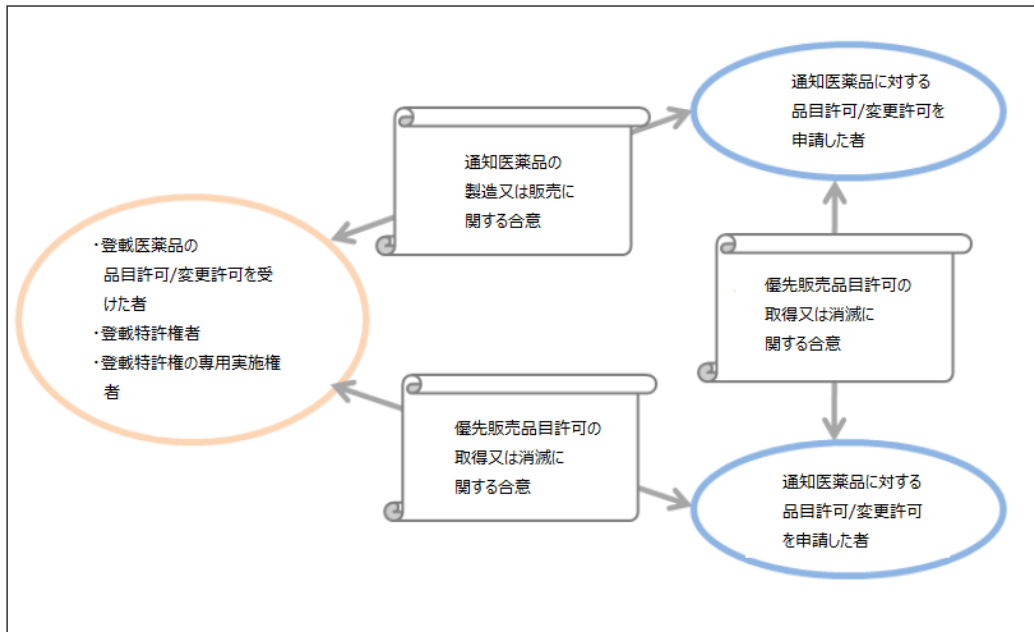 通知医薬品に対する
品目許可/変更許可を
申請した者
通知医薬品の
製造又は販売に
関する合意
・登載医薬品の
品目許可/変更許可を受
けた者
・登載特許権者
・登載特許権の専用実施権
者
優先販売品目許可の
取得又は消滅に
関する合意
優先販売品目許可の
取得又は消滅に
関する合意
通知医薬品に対する
品目許可/変更許可
を申請した者